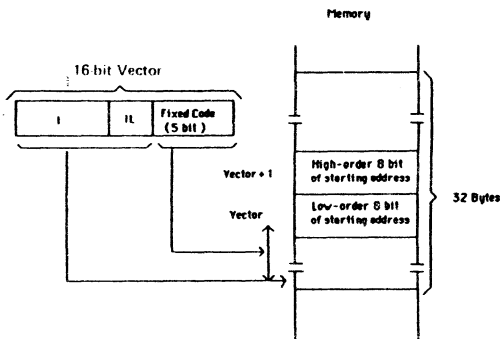 Memory
16-bit Vector
I
IL
Fixed Code
(5 bit)
High-order 8 bit
of starting address
Vector + 1
Low-order 8 bit
of starting address
Vector
32 Bytes